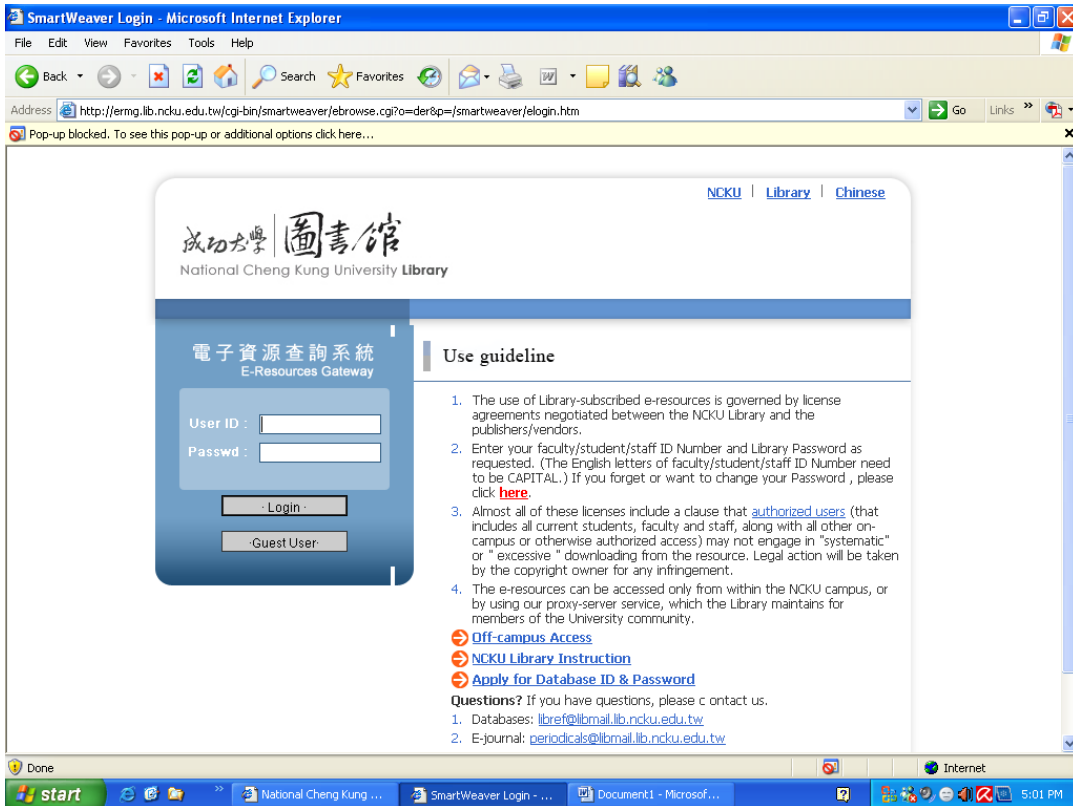 SmartWeaver Login - Microsoft Internet Explorer
File Edit View Favorites Tools Help
Back Search Favorites
Address http://ermg.lib.ncku.edu.tw/cgi-bin/smartweaver/ebrowse.cgi?o=der&p=/smartweaver/elogin.htm Go Links »
Pop-up blocked. To see this pop-up or additional options click here...
NCKU | Library | Chinese
成功大學 圖書館
National Cheng Kung University Library
電子資源查詢系統
E-Resources Gateway
User ID :
Passwd :
· Login ·
·Guest User·
Use guideline
1. The use of Library-subscribed e-resources is governed by license
agreements negotiated between the NCKU Library and the
publishers/vendors.
2. Enter your faculty/student/staff ID Number and Library Password as
requested. (The English letters of faculty/student/staff ID Number need
to be CAPITAL.) If you forget or want to change your Password , please
click here.
3. Almost all of these licenses include a clause that authorized users (that
includes all current students, faculty and staff, along with all other on-
campus or otherwise authorized access) may not engage in "systematic"
or " excessive " downloading from the resource. Legal action will be taken
by the copyright owner for any infringement.
4. The e-resources can be accessed only from within the NCKU campus, or
by using our proxy-server service, which the Library maintains for
members of the University community.
Off-campus Access
NCKU Library Instruction
Apply for Database ID & Password
Questions? If you have questions, please c ontact us.
1. Databases: libref@libmail.lib.ncku.edu.tw
2. E-journal: periodicals@libmail.lib.ncku.edu.tw
Done Internet
start » National Cheng Kung ... SmartWeaver Login - ... Document1 - Microsof... 5:01 PM